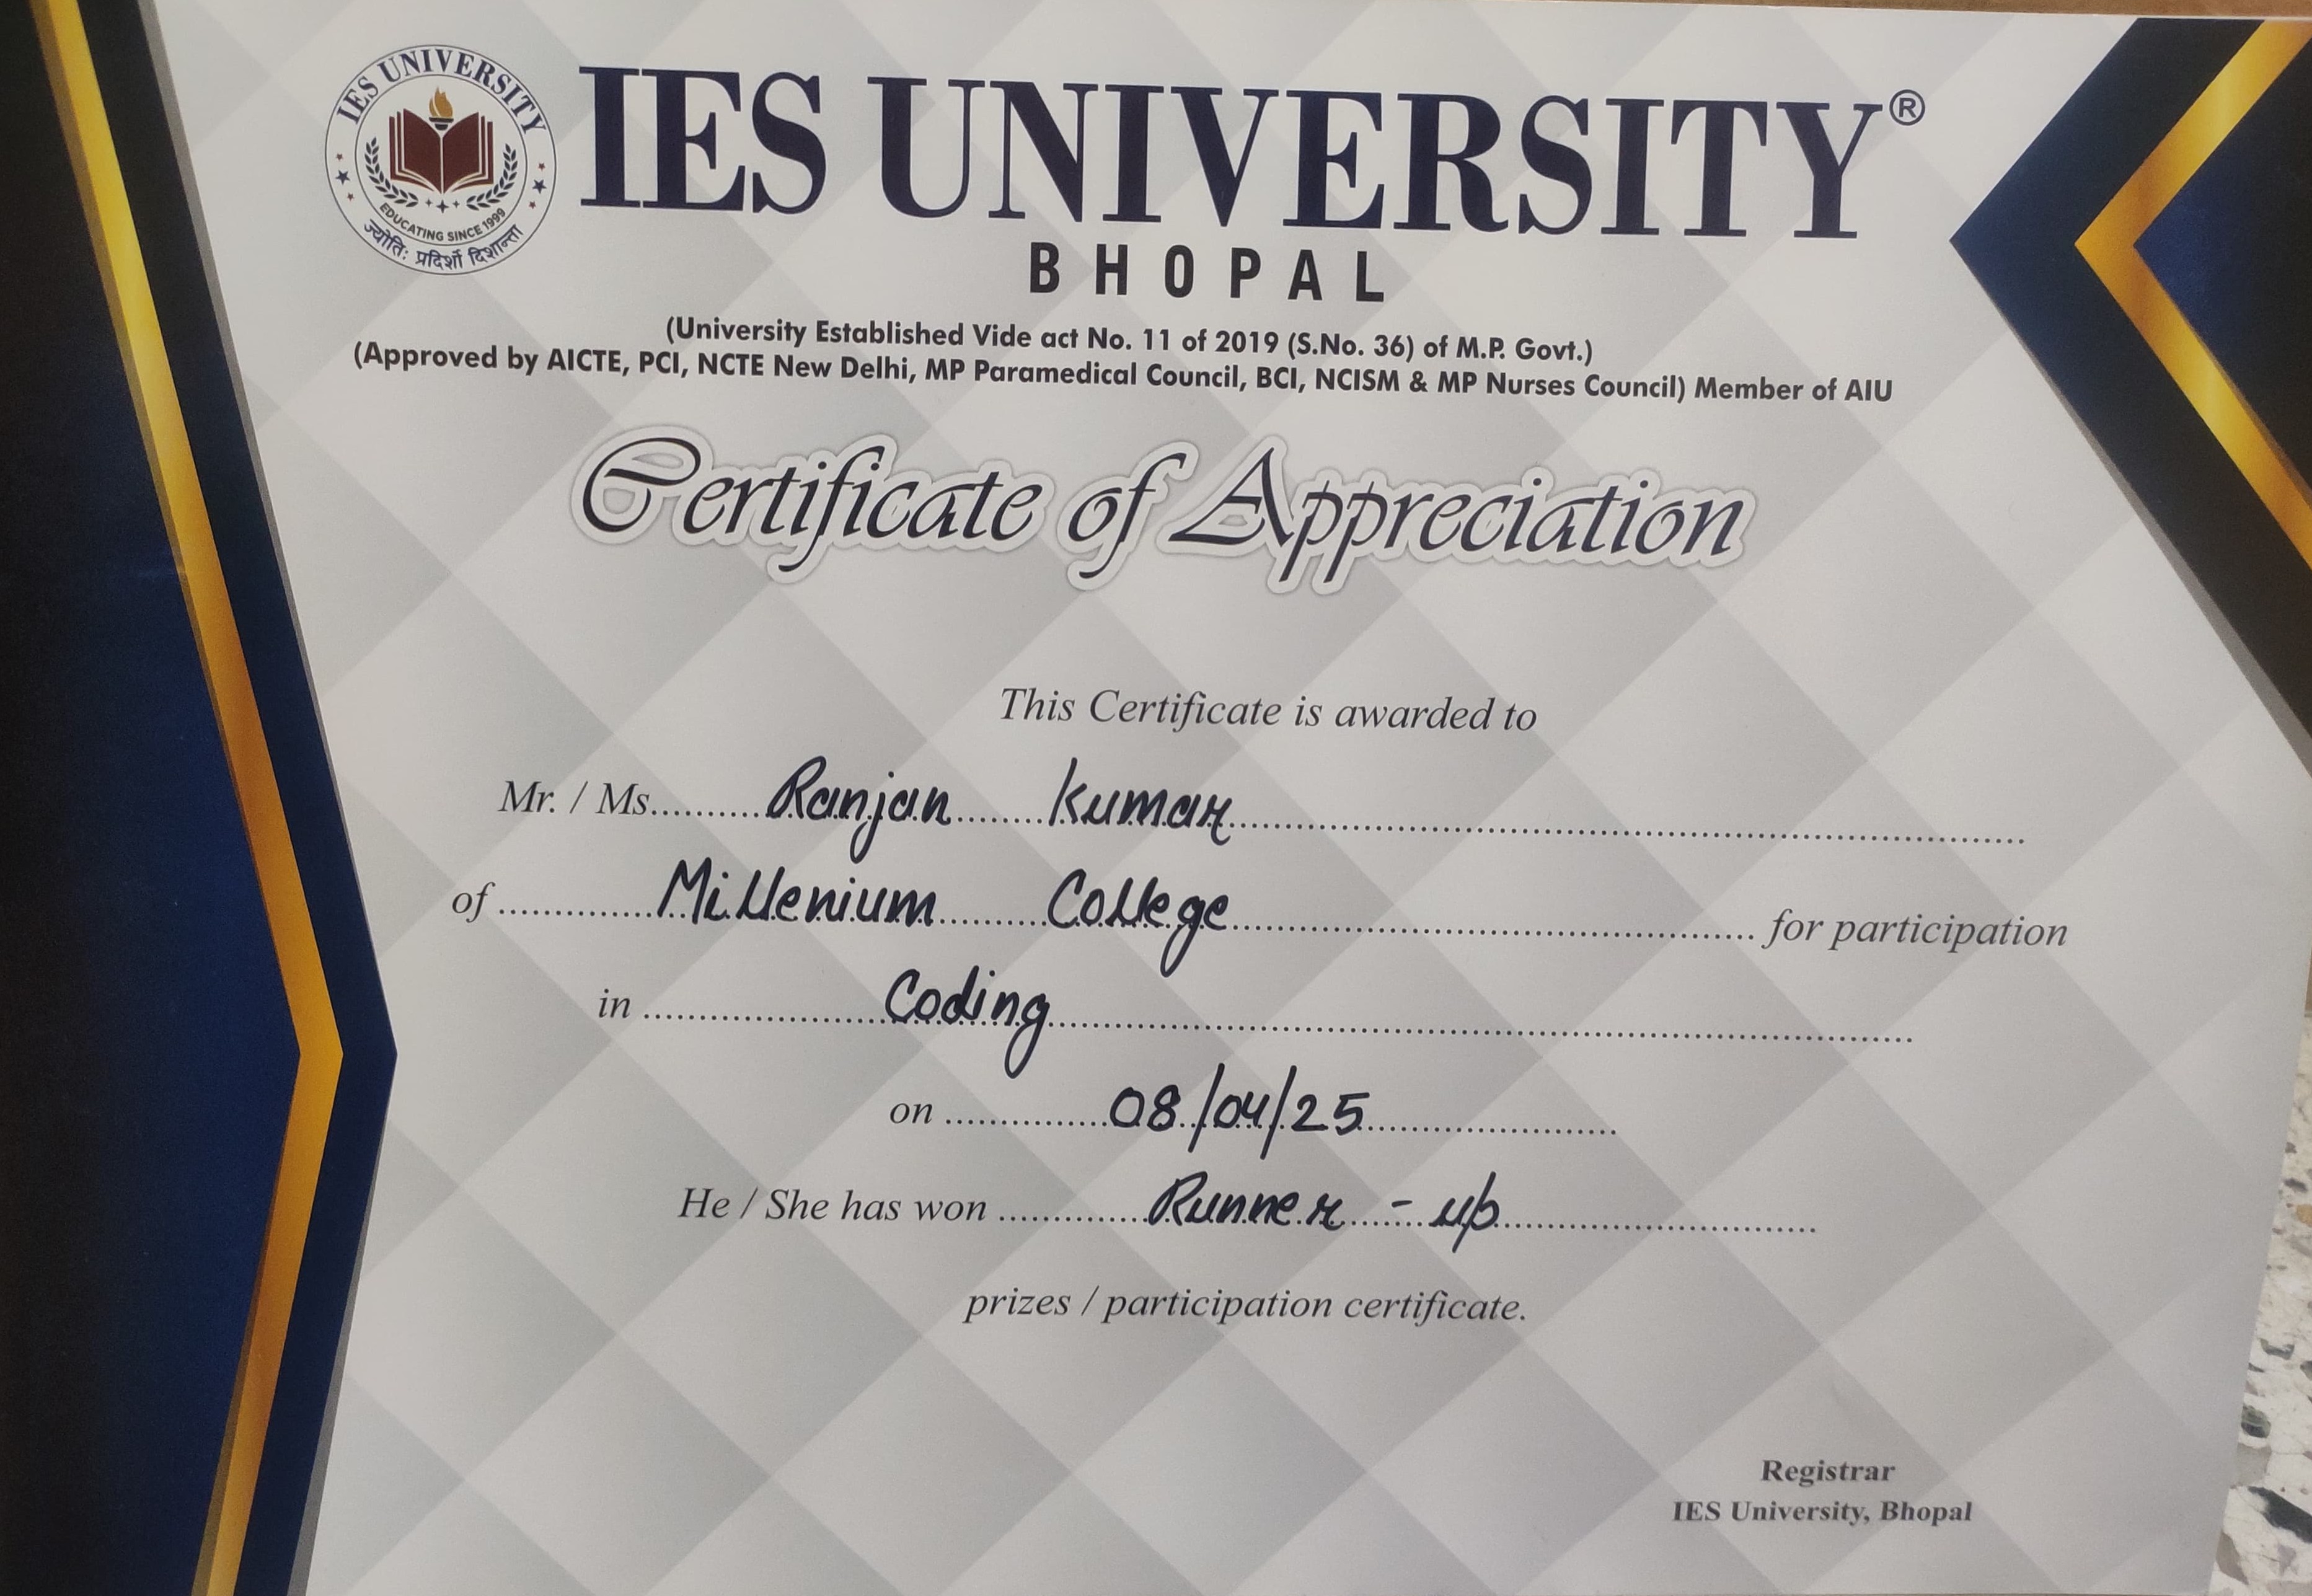 IES UNIVERSITY
EDUCATING SINCE 1999
ज्योतिः प्रदिर्शो दिशान्ता
IES UNIVERSITY®
BHOPAL
(University Established Vide act No. 11 of 2019 (S.No. 36) of M.P. Govt.)
(Approved by AICTE, PCI, NCTE New Delhi, MP Paramedical Council, BCI, NCISM & MP Nurses Council) Member of AIU
Certificate of Appreciation
This Certificate is awarded to
Mr. / Ms. Ranjan Kumar
of Millenium College for participation
in Coding
on 08/04/25
He / She has won Runner - up
prizes / participation certificate.
Registrar
IES University, Bhopal